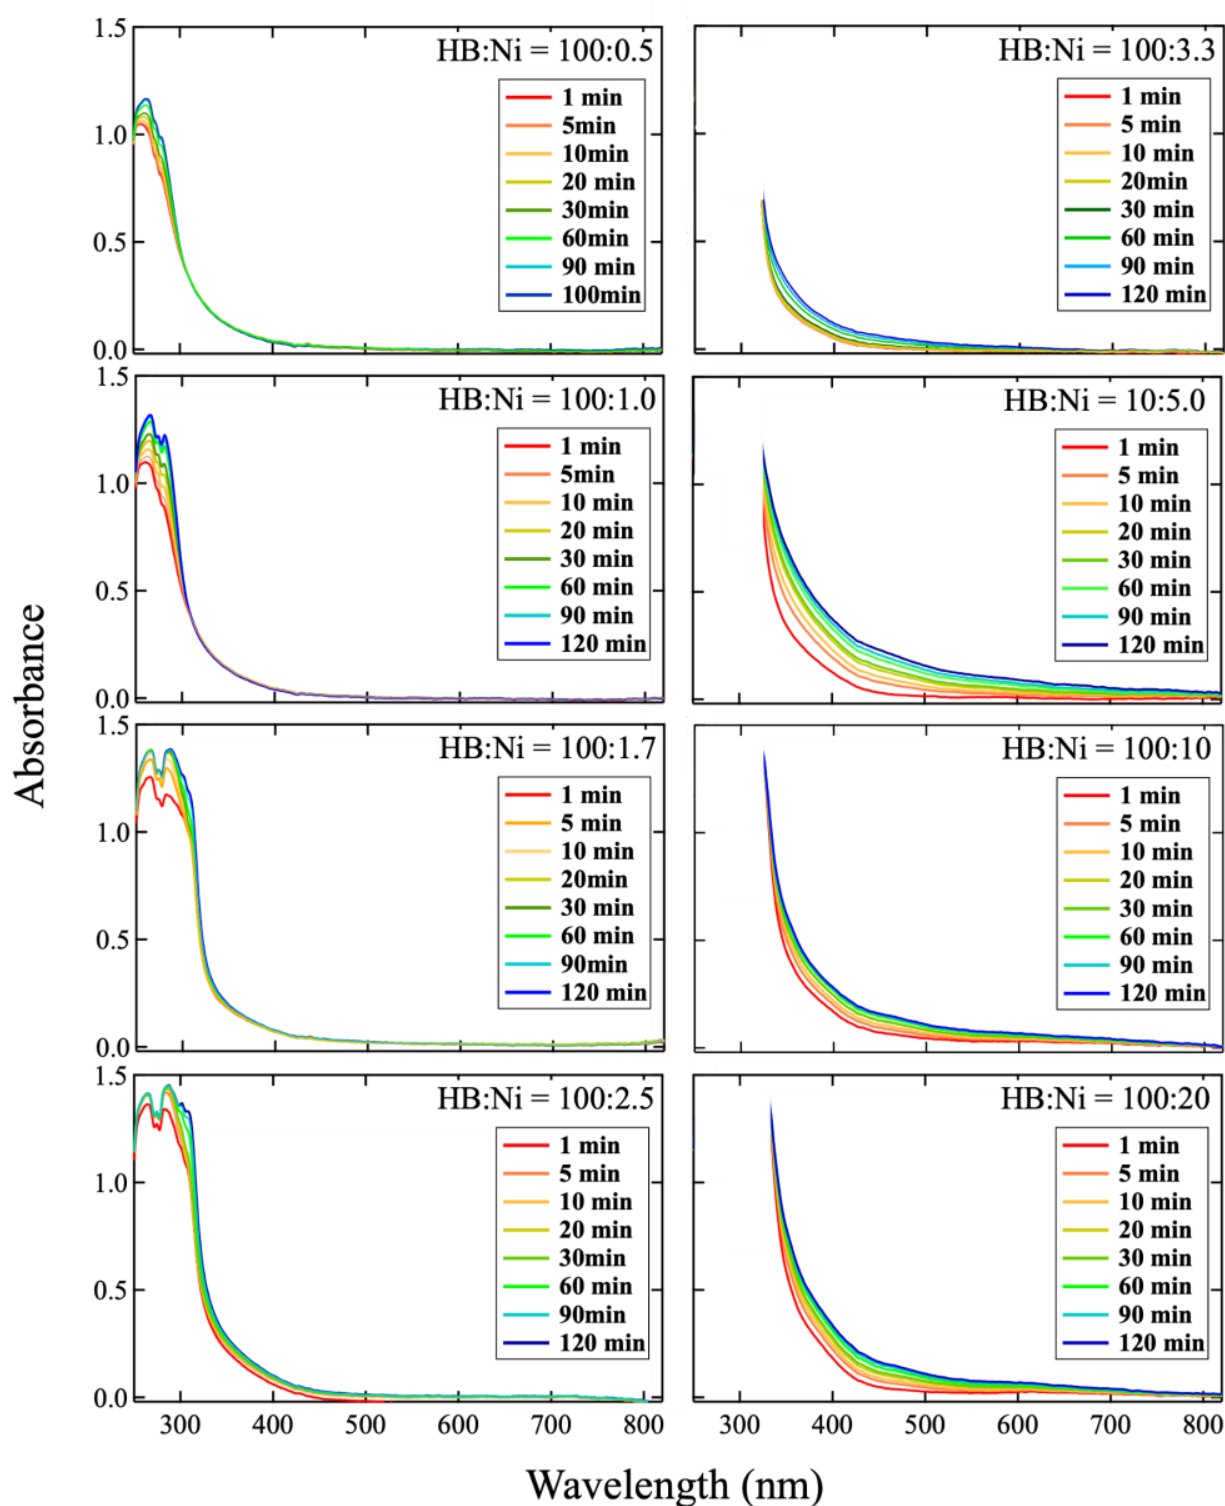 Absorbance
HB:Ni = 100:0.5
1.5
1.0
0.5
0.0
1 min
5min
10min
20 min
30min
60min
90 min
100min
HB:Ni = 100:3.3
1 min
5 min
10 min
20min
30 min
60 min
90 min
120 min
HB:Ni = 100:1.0
1.5
1.0
0.5
0.0
1 min
5min
10 min
20 min
30 min
60 min
90 min
120 min
HB:Ni = 10:5.0
1 min
5 min
10 min
20 min
30 min
60 min
90 min
120 min
HB:Ni = 100:1.7
1.5
1.0
0.5
0.0
1 min
5 min
10 min
20min
30 min
60 min
90min
120 min
HB:Ni = 100:10
1 min
5 min
10 min
20 min
30 min
60 min
90 min
120 min
HB:Ni = 100:2.5
1.5
1.0
0.5
0.0
1 min
5 min
10 min
20 min
30min
60 min
90min
120 min
300 400 500 600 700 800
HB:Ni = 100:20
1 min
5 min
10 min
20 min
30 min
60 min
90 min
120 min
300 400 500 600 700 800
Wavelength (nm)